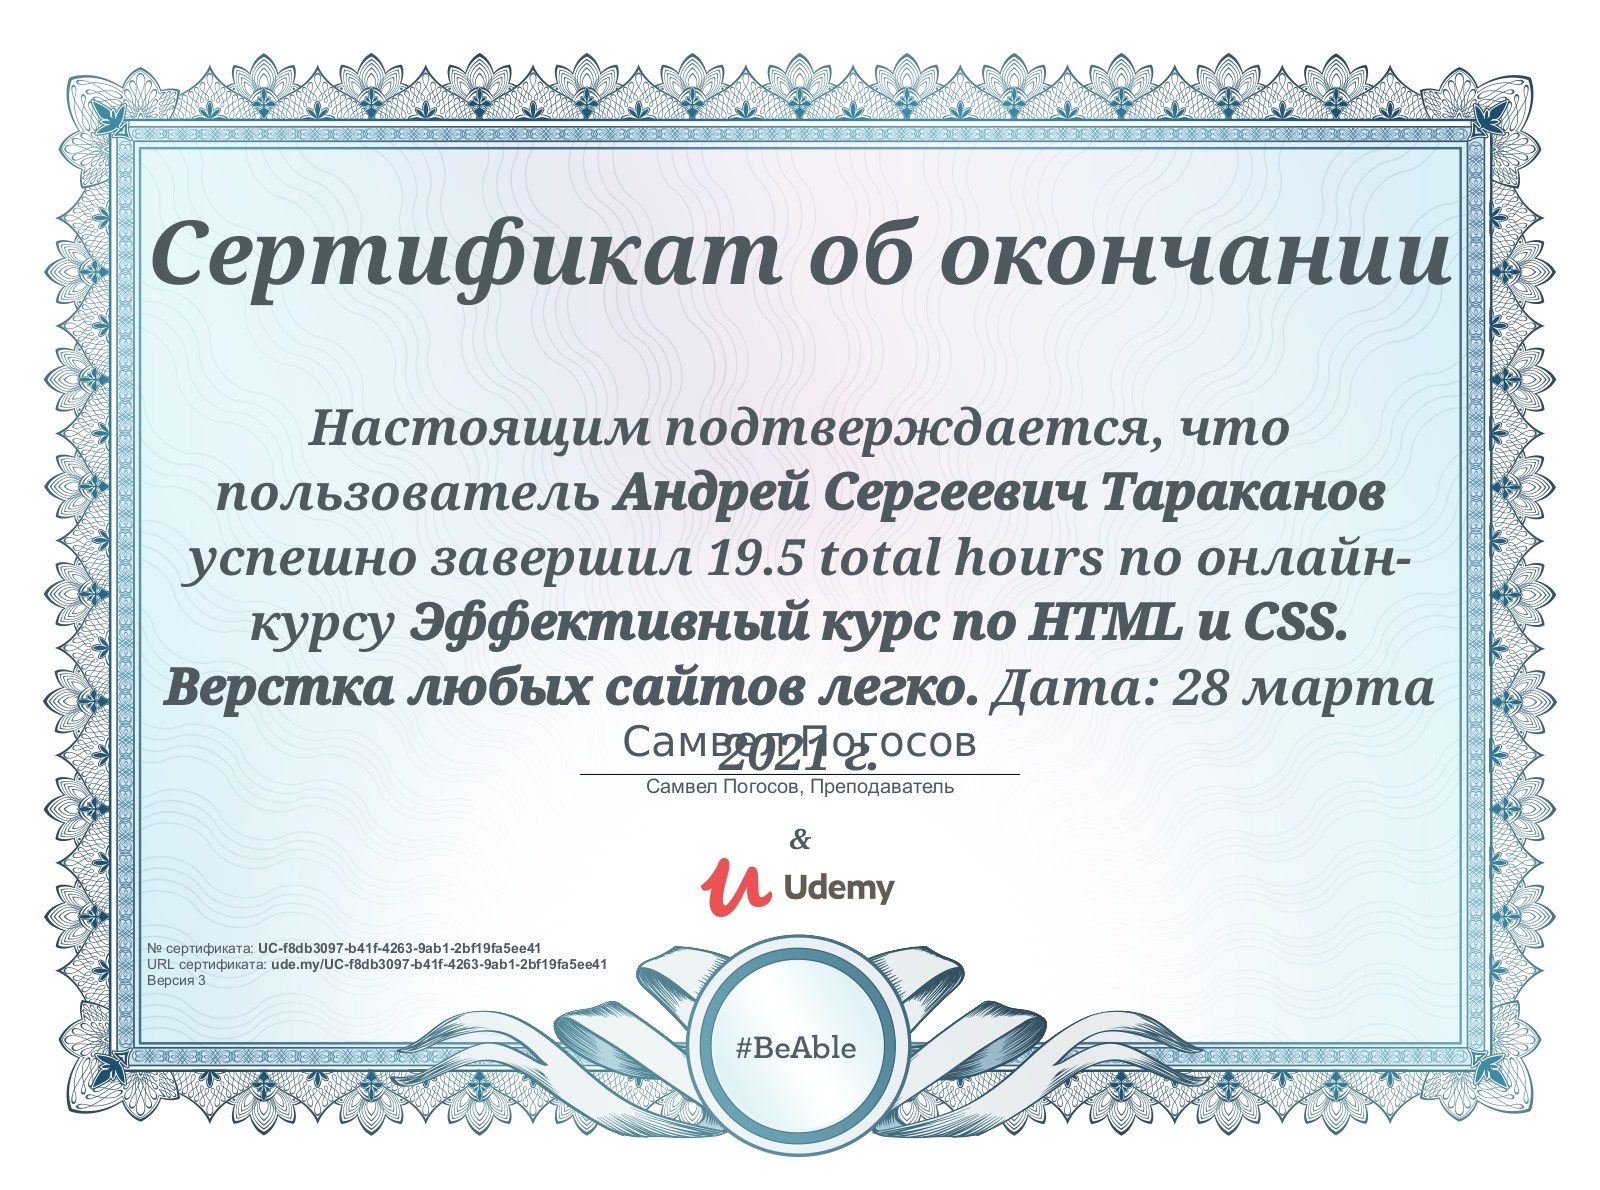 Сертификат об окончании
Настоящим подтверждается, что
пользователь Андрей Сергеевич Тараканов
успешно завершил 19.5 total hours по онлайн-
курсу Эффективный курс по HTML и CSS.
Верстка любых сайтов легко. Дата: 28 марта
2021 г.
Самвел Погосов
Самвел Погосов, Преподаватель
&
Udemy
№ сертификата: UC-f8db3097-b41f-4263-9ab1-2bf19fa5ee41
URL сертификата: ude.my/UC-f8db3097-b41f-4263-9ab1-2bf19fa5ee41
Версия 3
#BeAble